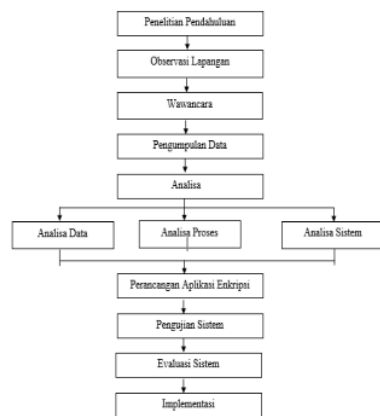 Penelitian Pendahuluan
Observasi Lapangan
Wawancara
Pengumpulan Data
Analisa
Analisa Data
Analisa Proses
Analisa Sistem
Perancangan Aplikasi Enkripsi
Pengujian Sistem
Evaluasi Sistem
Implementasi